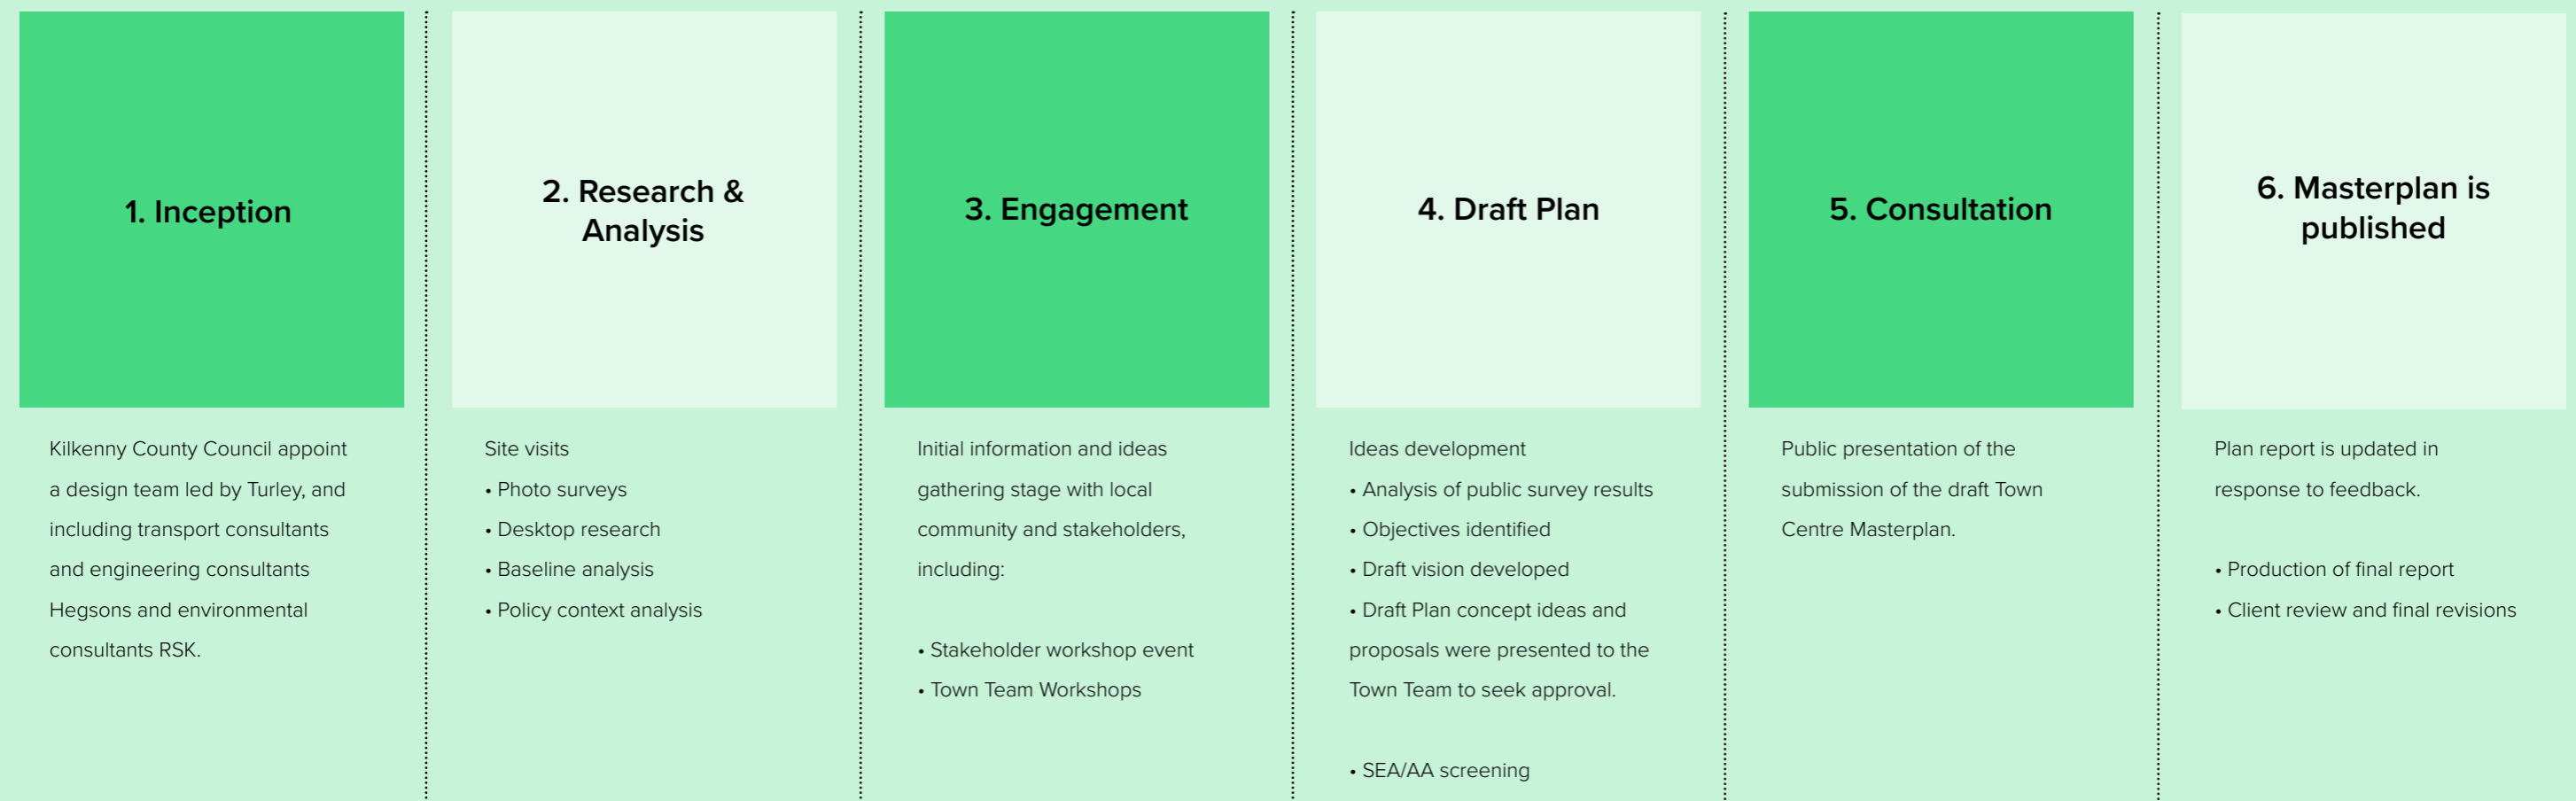 1. Inception
Kilkenny County Council appoint
a design team led by Turley, and
including transport consultants
and engineering consultants
Hegsons and environmental
consultants RSK.
2. Research &
Analysis
Site visits
• Photo surveys
• Desktop research
• Baseline analysis
• Policy context analysis
3. Engagement
Initial information and ideas
gathering stage with local
community and stakeholders,
including:
• Stakeholder workshop event
• Town Team Workshops
4. Draft Plan
Ideas development
• Analysis of public survey results
• Objectives identified
• Draft vision developed
• Draft Plan concept ideas and
proposals were presented to the
Town Team to seek approval.
• SEA/AA screening
5. Consultation
Public presentation of the
submission of the draft Town
Centre Masterplan.
6. Masterplan is
published
Plan report is updated in
response to feedback.
• Production of final report
• Client review and final revisions